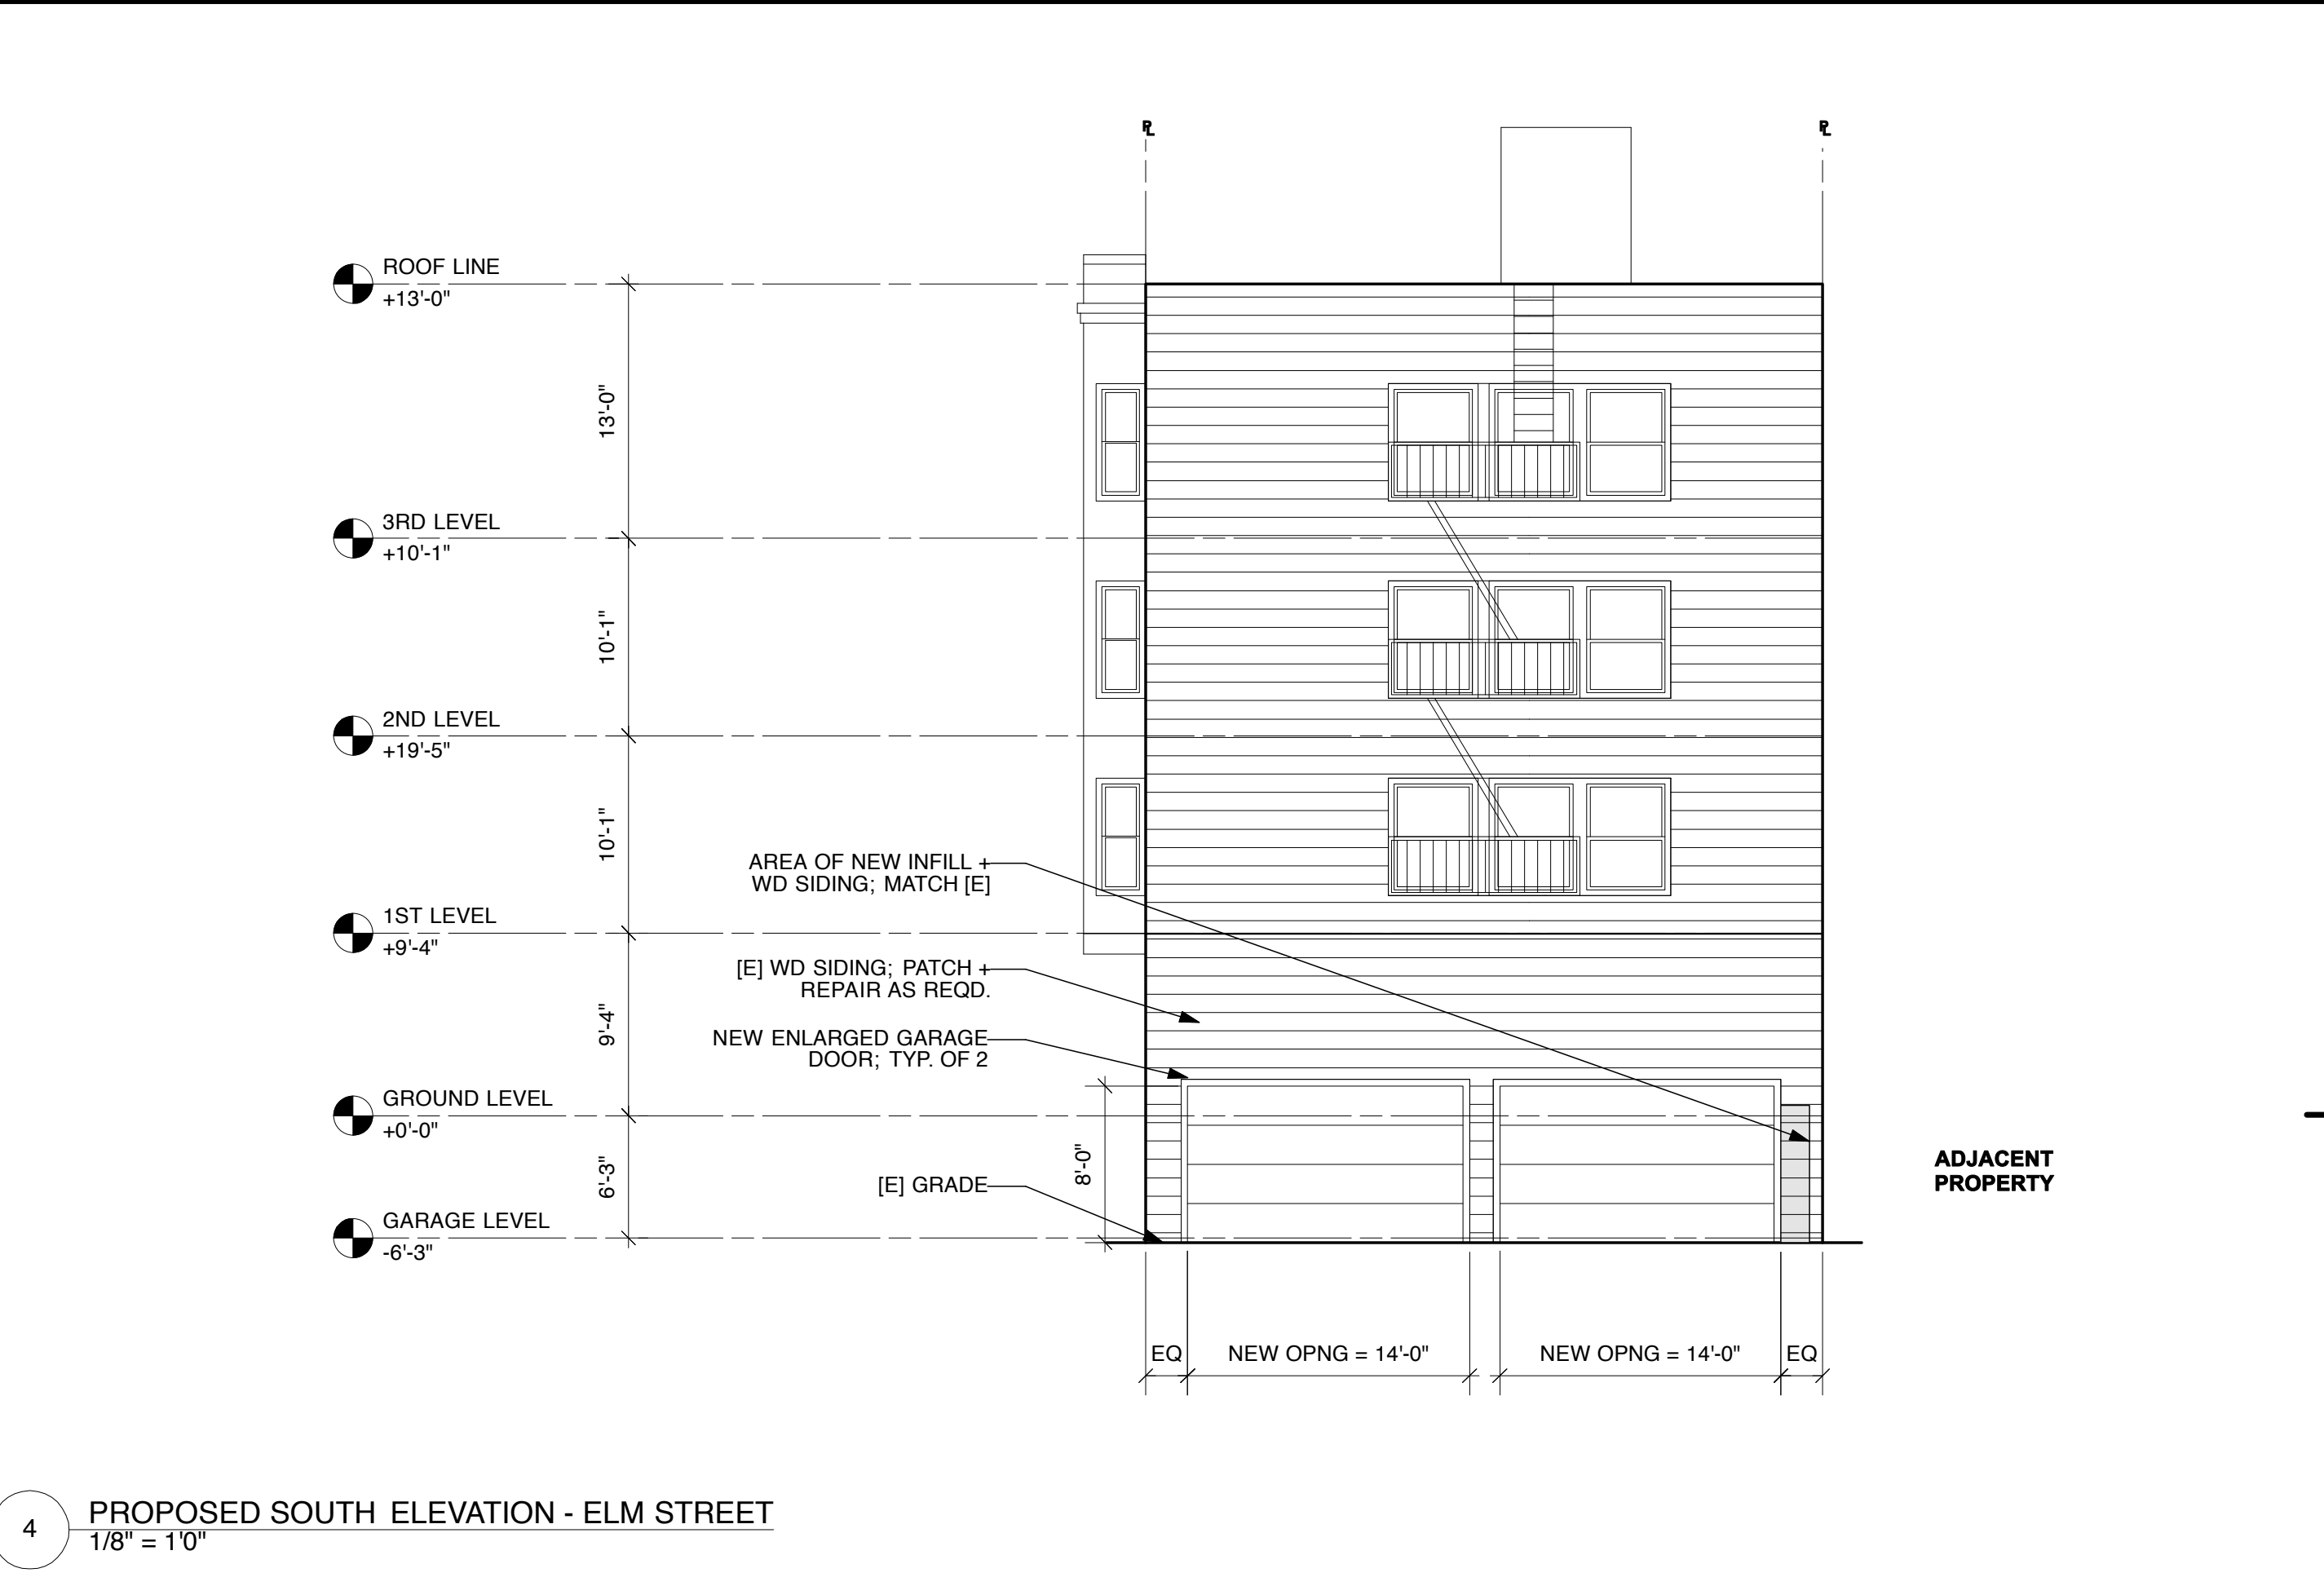 PL
PL
ROOF LINE
+13'-0"
13'-0"
3RD LEVEL
+10'-1"
10'-1"
2ND LEVEL
+19'-5"
10'-1"
AREA OF NEW INFILL +
WD SIDING; MATCH [E]
1ST LEVEL
+9'-4"
[E] WD SIDING; PATCH +
REPAIR AS REQD.
9'-4"
NEW ENLARGED GARAGE
DOOR; TYP. OF 2
GROUND LEVEL
+0'-0"
6'-3"
8'-0"
ADJACENT
PROPERTY
[E] GRADE
GARAGE LEVEL
-6'-3"
EQ
NEW OPNG = 14'-0"
NEW OPNG = 14'-0"
EQ
4
PROPOSED SOUTH ELEVATION - ELM STREET
1/8" = 1'0"